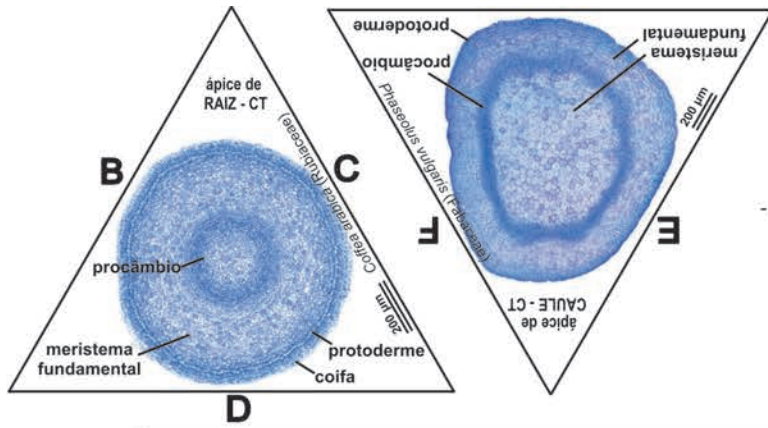 ápice de
RAIZ - CT
B
C
Coffea arabica (Rubiaceae)
procâmbio
200 µm
meristema
fundamental
protoderme
coifa
D
protoderme
fundamental
meristema
procâmbio
Phaseolus vulgaris (Fabaceae)
200 µm
F
E
ápice de
CAULE - CT